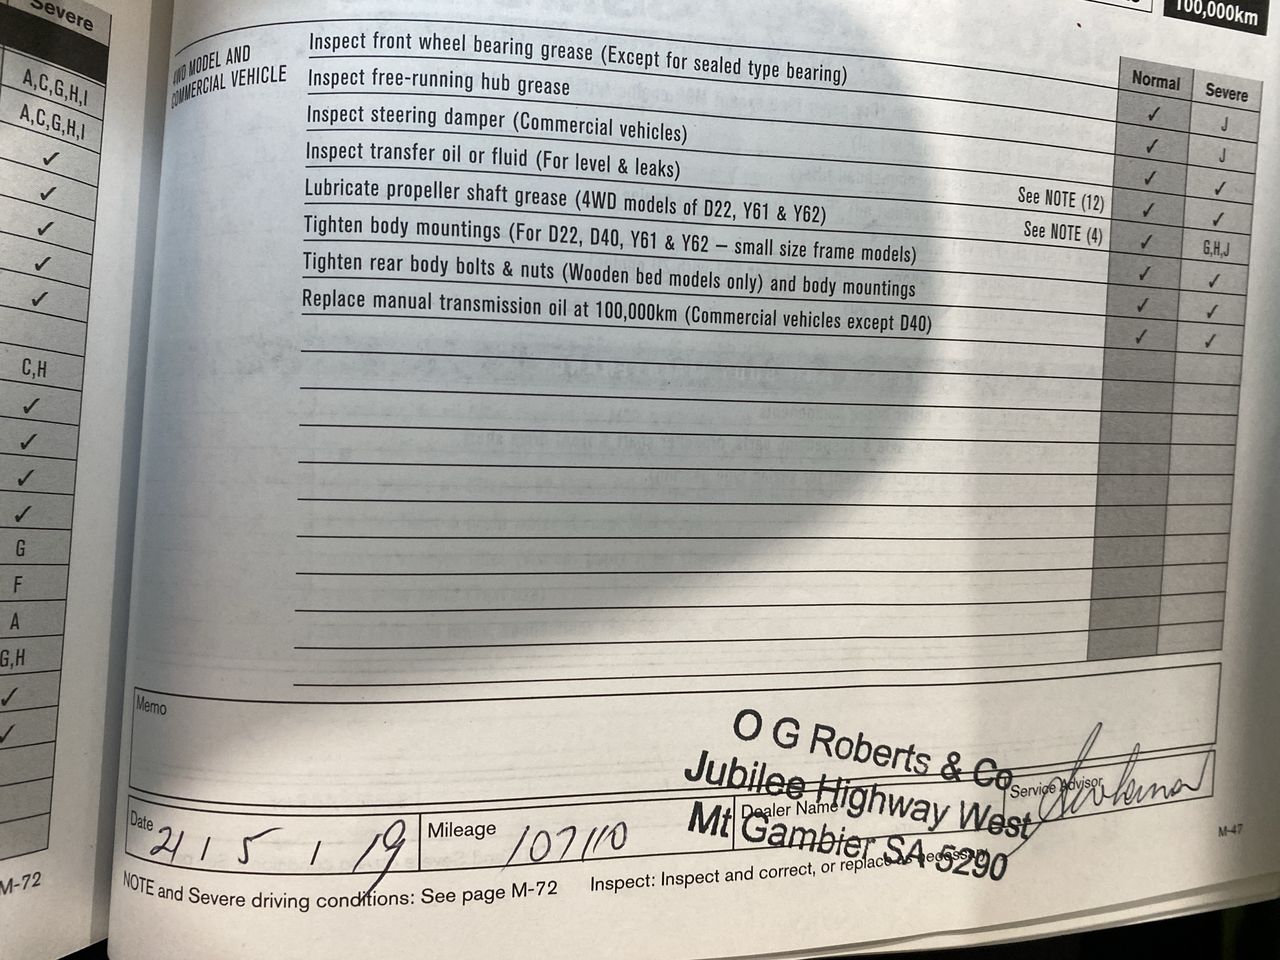 Severe
A,C,G,H,I
A,C,G,H,I
✓
✓
✓
✓
✓
C,H
✓
✓
✓
✓
G
F
A
G,H
✓
✓
M-72
100,000km
4WD MODEL AND
COMMERCIAL VEHICLE
Normal Severe
Inspect front wheel bearing grease (Except for sealed type bearing) ✓ J
Inspect free-running hub grease ✓ J
Inspect steering damper (Commercial vehicles) ✓ ✓
Inspect transfer oil or fluid (For level & leaks) See NOTE (12) ✓ ✓
Lubricate propeller shaft grease (4WD models of D22, Y61 & Y62) See NOTE (4) ✓ G,H,J
Tighten body mountings (For D22, D40, Y61 & Y62 – small size frame models) ✓ ✓
Tighten rear body bolts & nuts (Wooden bed models only) and body mountings ✓ ✓
Replace manual transmission oil at 100,000km (Commercial vehicles except D40) ✓ ✓
Memo
O G Roberts & Co
Jubilee Highway West
Mt Gambier SA 5290
Date 21 5 19
Mileage 107110
Dealer Name
Service Advisor
NOTE and Severe driving conditions: See page M-72 Inspect: Inspect and correct, or replace as necessary
M-47